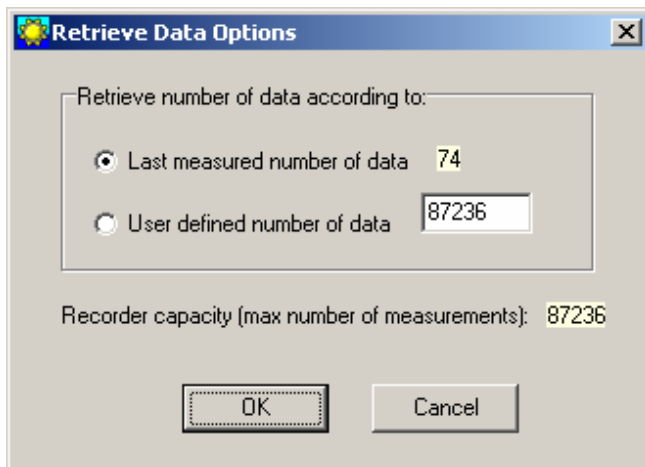 Retrieve Data Options
Retrieve number of data according to:
Last measured number of data 74
User defined number of data 87236
Recorder capacity (max number of measurements): 87236
OK Cancel